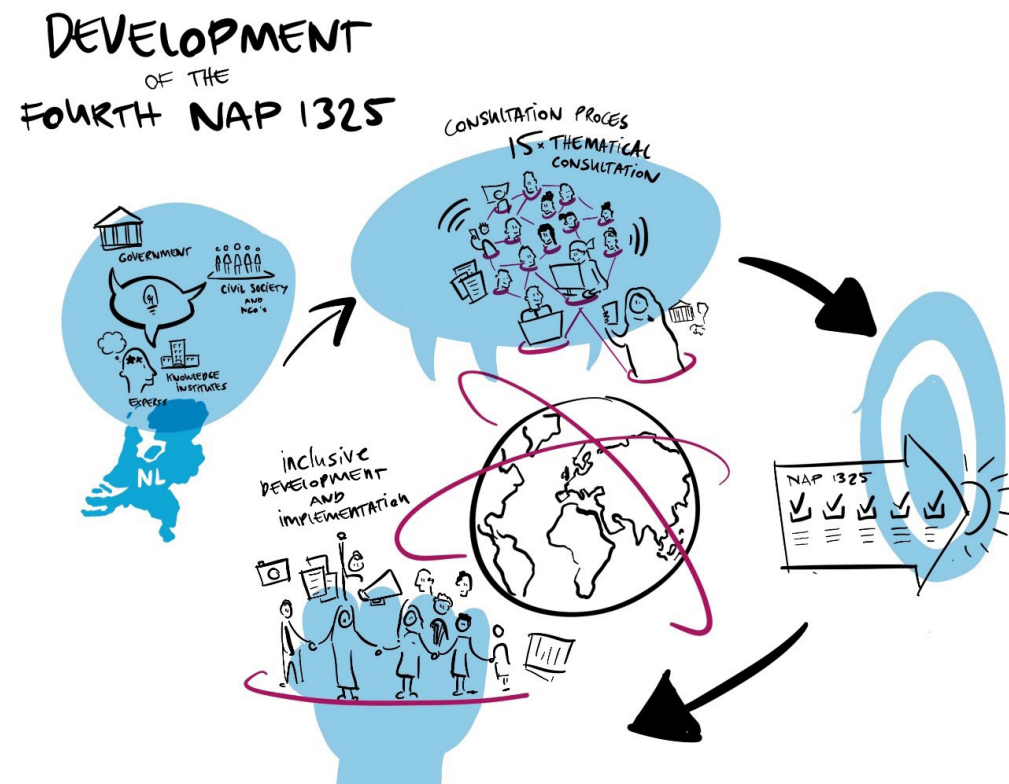 DEVELOPMENT
OF THE
FOURTH NAP 1325
CONSULTATION PROCES
15x THEMATICAL
CONSULTATION
GOVERNMENT
CIVIL SOCIETY
AND
NGO'S
KNOWLEDGE
INSTITUTES
EXPERTS
NL
inclusive
DEVELOPMENT
AND
IMPLEMENTATION
NAP 1325
?